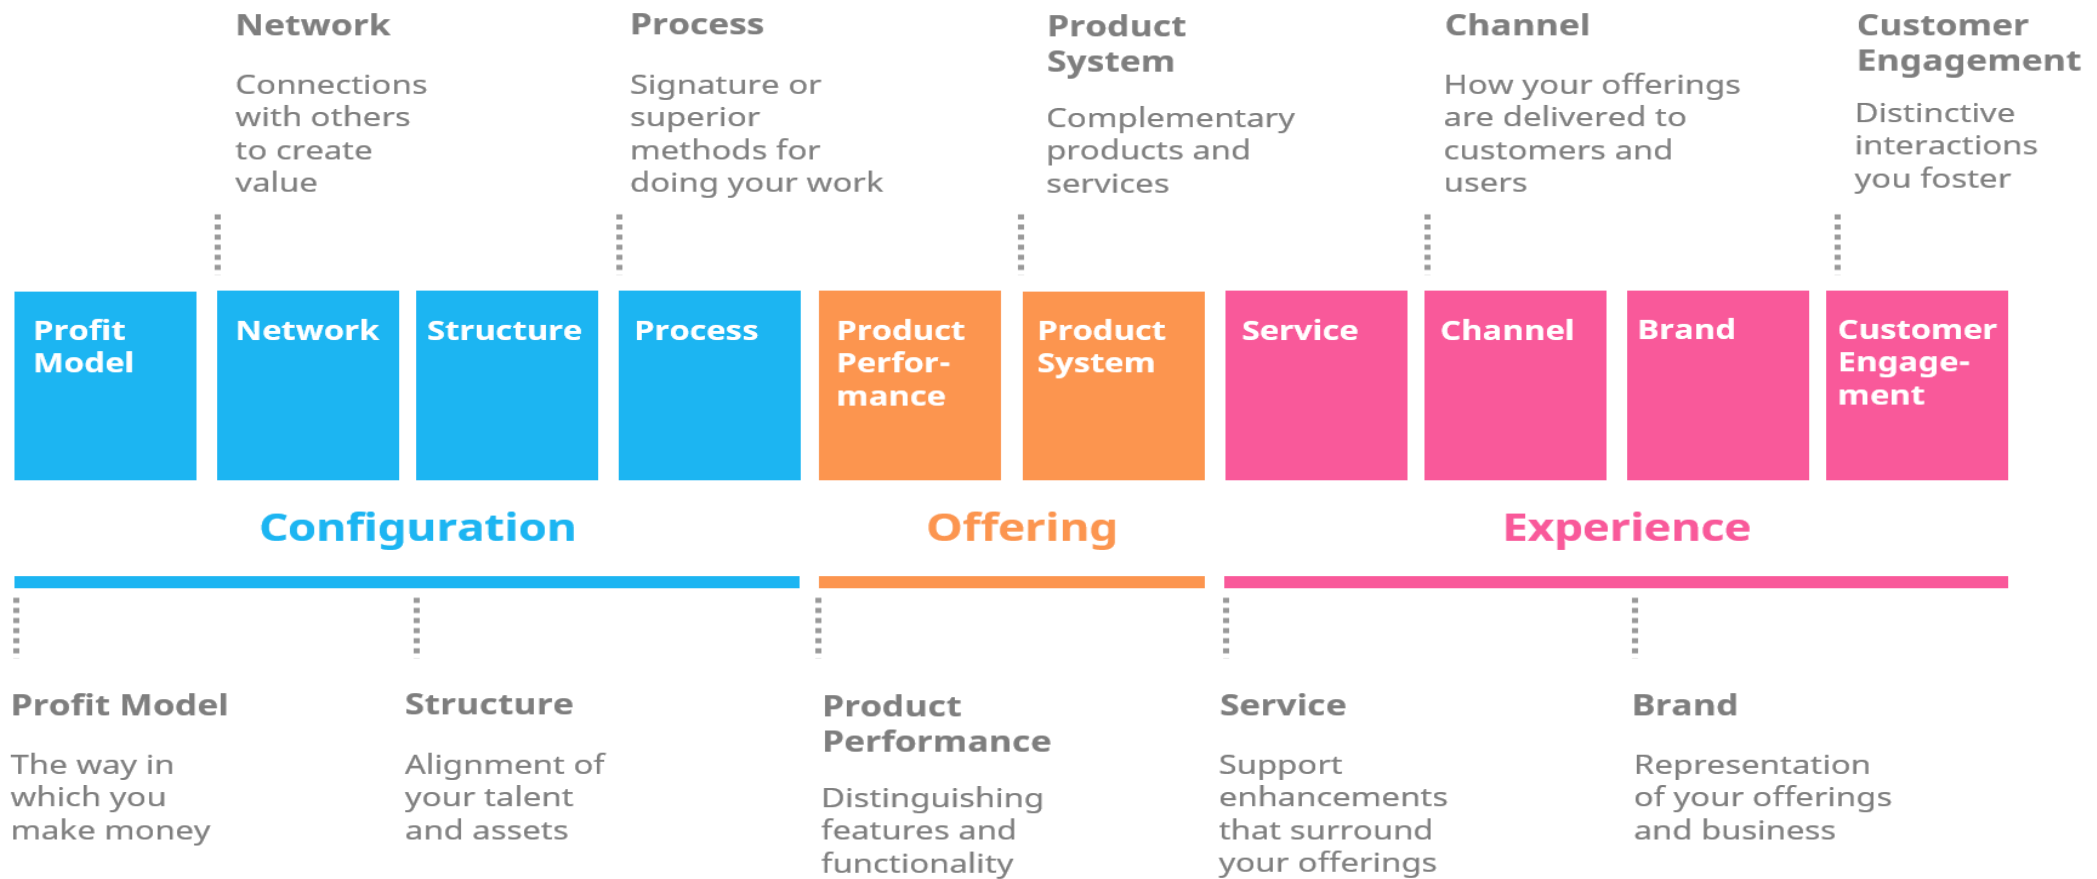 Network
Connections
with others
to create
value
Process
Signature or
superior
methods for
doing your work
Product
System
Complementary
products and
services
Channel
How your offerings
are delivered to
customers and
users
Customer
Engagement
Distinctive
interactions
you foster
Profit
Model
Network
Structure
Process
Product
Perfor-
mance
Product
System
Service
Channel
Brand
Customer
Engage-
ment
Configuration
Offering
Experience
Profit Model
The way in
which you
make money
Structure
Alignment of
your talent
and assets
Product
Performance
Distinguishing
features and
functionality
Service
Support
enhancements
that surround
your offerings
Brand
Representation
of your offerings
and business